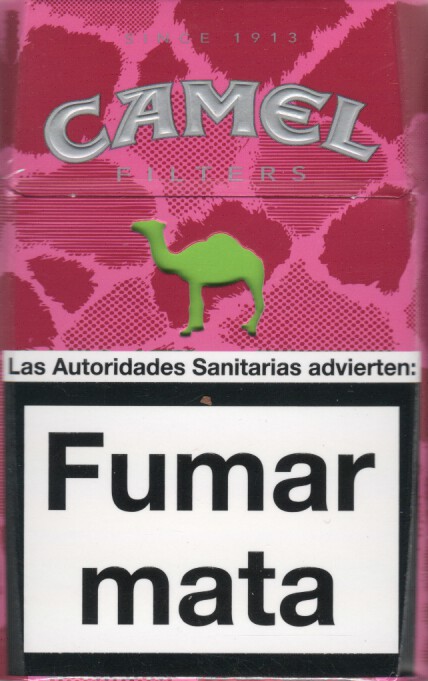 SINCE 1913
CAMEL
FILTERS
Las Autoridades Sanitarias advierten:
Fumar
mata